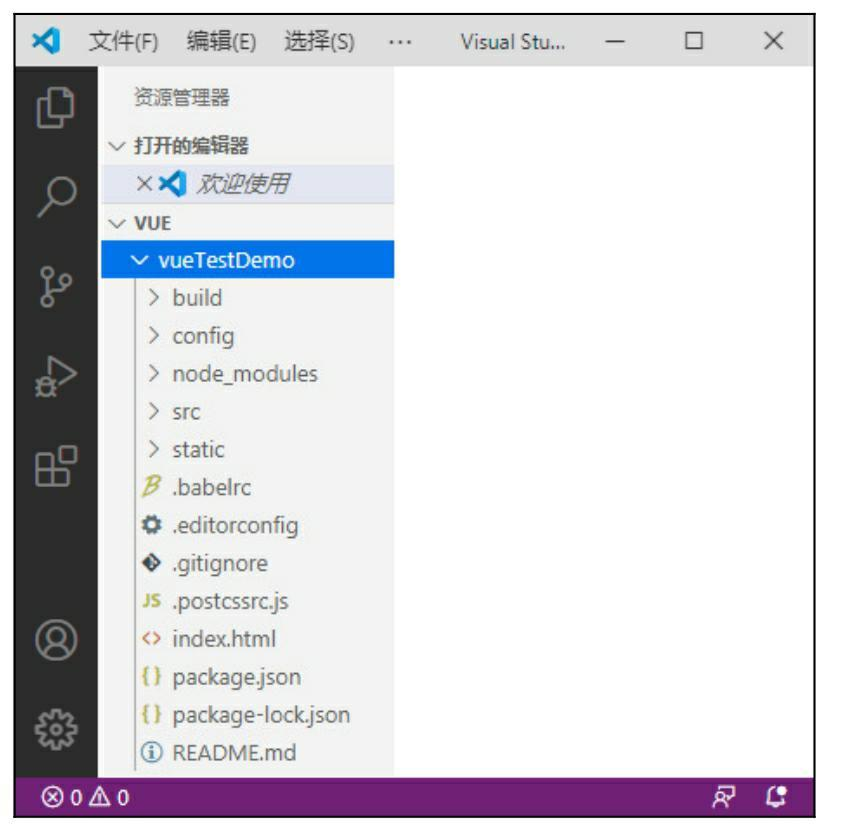 文件(F) 编辑(E) 选择(S) ··· Visual Stu...
资源管理器
打开的编辑器
欢迎使用
VUE
vueTestDemo
build
config
node_modules
src
static
.babelrc
.editorconfig
.gitignore
JS .postcssrc.js
index.html
package.json
package-lock.json
README.md
0 0